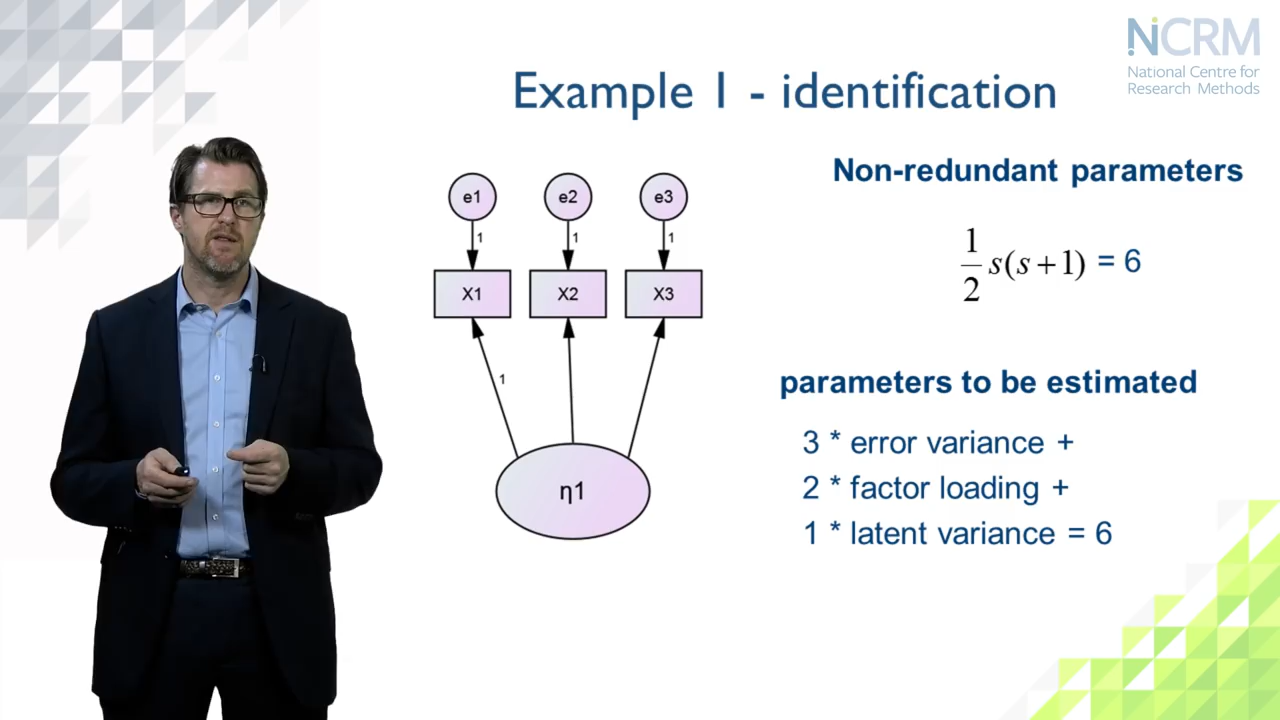 NCRM
National Centre for
Research Methods
Example 1 - identification
Non-redundant parameters
e1 e2 e3
1 1 1
1/2 s(s+1) = 6
X1 X2 X3
1
parameters to be estimated
3 * error variance +
2 * factor loading +
η1
1 * latent variance = 6